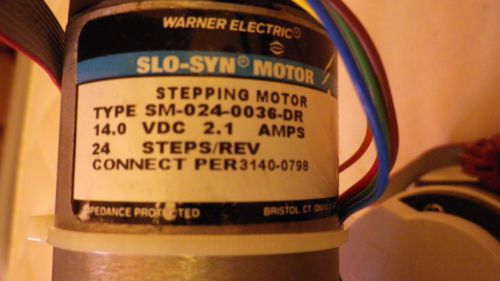 WARNER ELECTRIC®
SLO-SYN® MOTOR
STEPPING MOTOR
TYPE SM-024-0036-DR
14.0 VDC 2.1 AMPS
24 STEPS/REV
CONNECT PER3140-0798
PROTECTED
BRISTOL, CT